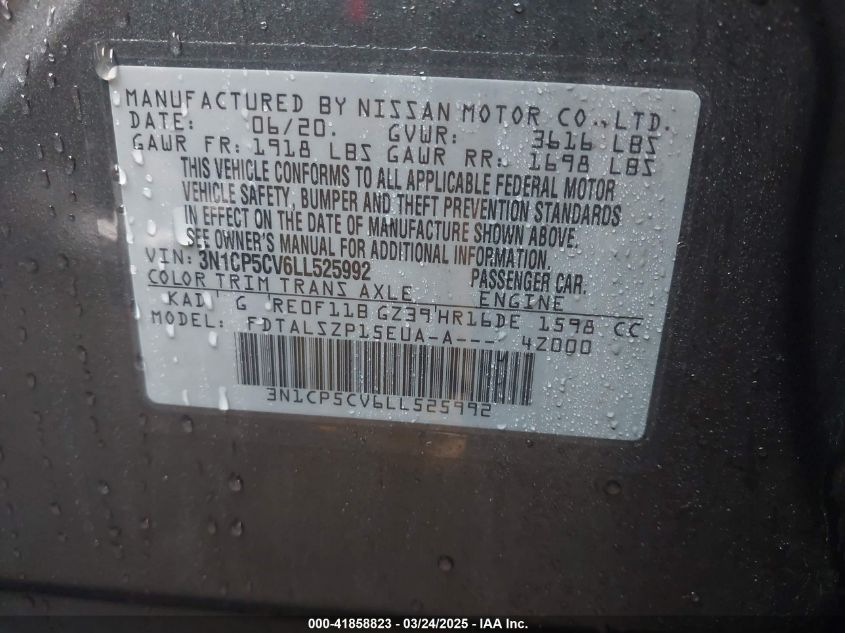 MANUFACTURED BY NISSAN MOTOR CO., LTD.
DATE: 06/20. GVWR: 3616 LBS
GAWR FR: 1918 LBS GAWR RR: 1698 LBS
THIS VEHICLE CONFORMS TO ALL APPLICABLE FEDERAL MOTOR
VEHICLE SAFETY, BUMPER AND THEFT PREVENTION STANDARDS
IN EFFECT ON THE DATE OF MANUFACTURE SHOWN ABOVE.
SEE OWNER'S MANUAL FOR ADDITIONAL INFORMATION.
VIN: 3N1CP5CV6LL525992 PASSENGER CAR.
COLOR TRIM TRANS AXLE ENGINE
KAD G RE0F11B GZ39 HR16DE 1598 CC
MODEL: FDTALSZP15EUA-A--- 4Z000
3N1CP5CV6LL525992
000-41858823 / 03/24/2025 - Copart